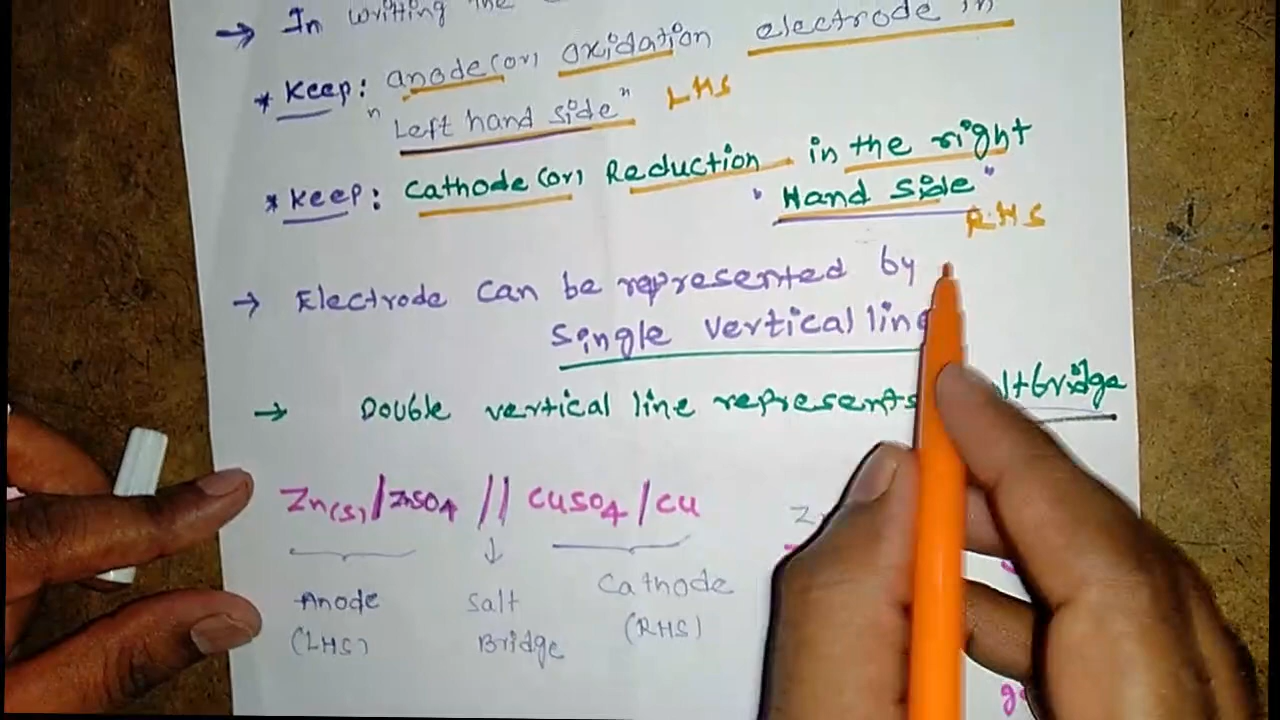 → In writting the
* Keep: anode(or) oxidation electrode in
"Left hand side" LHS
* Keep: Cathode(or) Reduction in the right
"Hand side" RHS
→ Electrode can be represented by
Single vertical line
→ Double vertical line represents
Zn(s)/ZnSO4 // CuSO4/Cu
↓
Anode Salt Cathode
(LHS) Bridge (RHS)